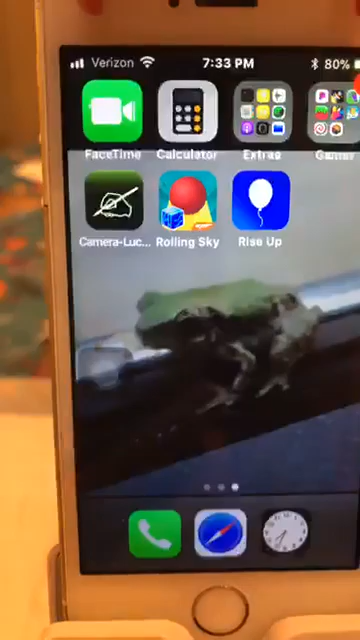 Verizon 7:33 PM 80%
FaceTime Calculator Extras Games
Camera-Luc... Rolling Sky Rise Up